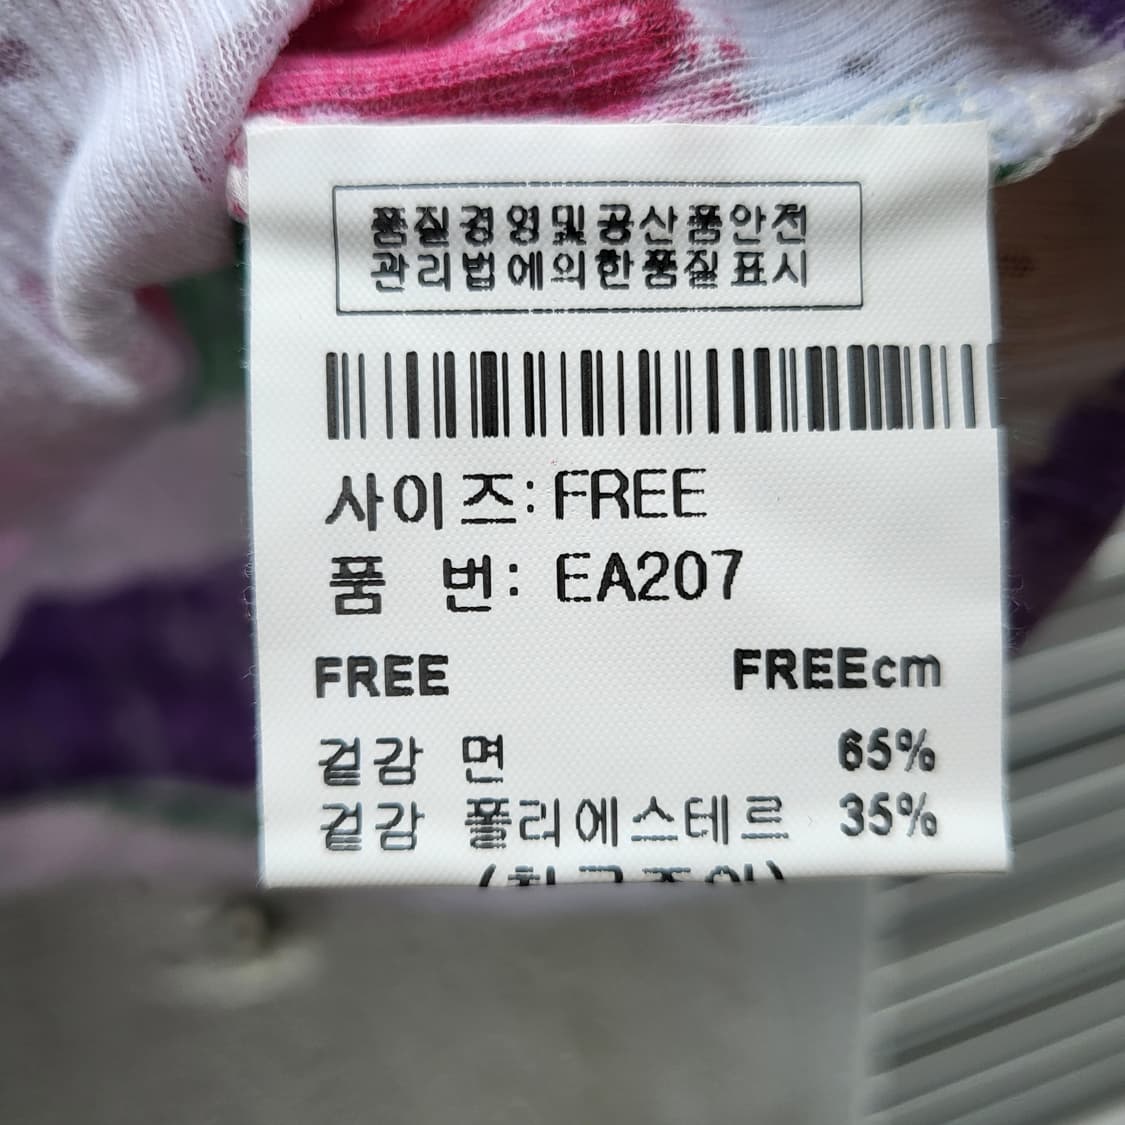 품질경영및공산품안전
관리법에의한품질표시
사이즈: FREE
품 번: EA207
FREE FREEcm
겉감 면 65%
겉감 폴리에스테르 35%